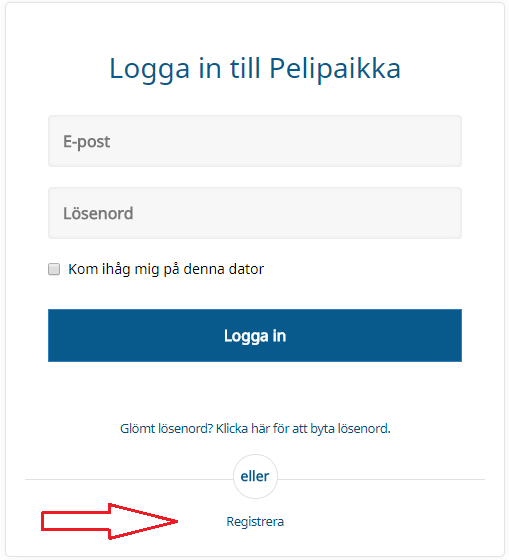 Logga in till Pelipaikka
E-post
Lösenord
Kom ihåg mig på denna dator
Logga in
Glömt lösenord? Klicka här för att byta lösenord.
eller
Registrera